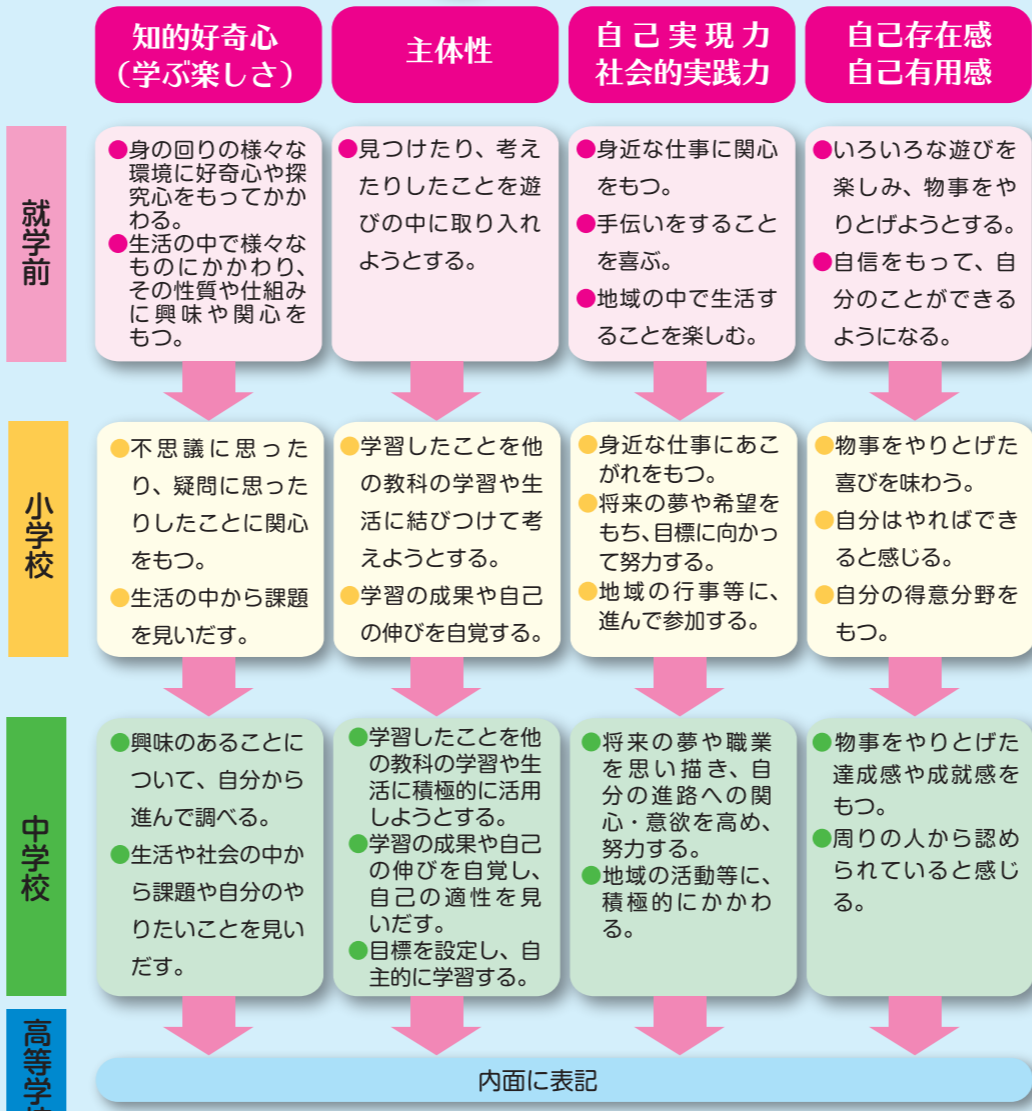 知的好奇心
（学ぶ楽しさ）
主体性
自己実現力
社会的実践力
自己存在感
自己有用感
就学前
●身の回りの様々な
環境に好奇心や探
究心をもってかか
わる。
●生活の中で様々な
ものにかかわり、
その性質や仕組み
に興味や関心を
もつ。
●見つけたり、考え
たりしたことを遊
びの中に取り入れ
ようとする。
●身近な仕事に関心
をもつ。
●手伝いをすること
を喜ぶ。
●地域の中で生活す
ることを楽しむ。
●いろいろな遊びを
楽しみ、物事をや
りとげようとする。
●自信をもって、自
分のことができる
ようになる。
小学校
●不思議に思った
り、疑問に思った
りしたことに関心
をもつ。
●生活の中から課題
を見いだす。
●学習したことを他
の教科の学習や生
活に結びつけて考
えようとする。
●学習の成果や自己
の伸びを自覚する。
●身近な仕事にあこ
がれをもつ。
●将来の夢や希望を
もち、目標に向かっ
て努力する。
●地域の行事等に、
進んで参加する。
●物事をやりとげた
喜びを味わう。
●自分はやればでき
ると感じる。
●自分の得意分野を
もつ。
中学校
●興味のあることに
ついて、自分から
進んで調べる。
●生活や社会の中か
ら課題や自分のや
りたいことを見い
だす。
●学習したことを他
の教科の学習や生
活に積極的に活用
しようとする。
●学習の成果や自己
の伸びを自覚し、
自己の適性を見
いだす。
●目標を設定し、自
主的に学習する。
●将来の夢や職業
を思い描き、自
分の進路への関
心・意欲を高め、
努力する。
●地域の活動等に、
積極的にかかわ
る。
●物事をやりとげた
達成感や成就感を
もつ。
●周りの人から認め
られていると感じ
る。
高等学校
内面に表記